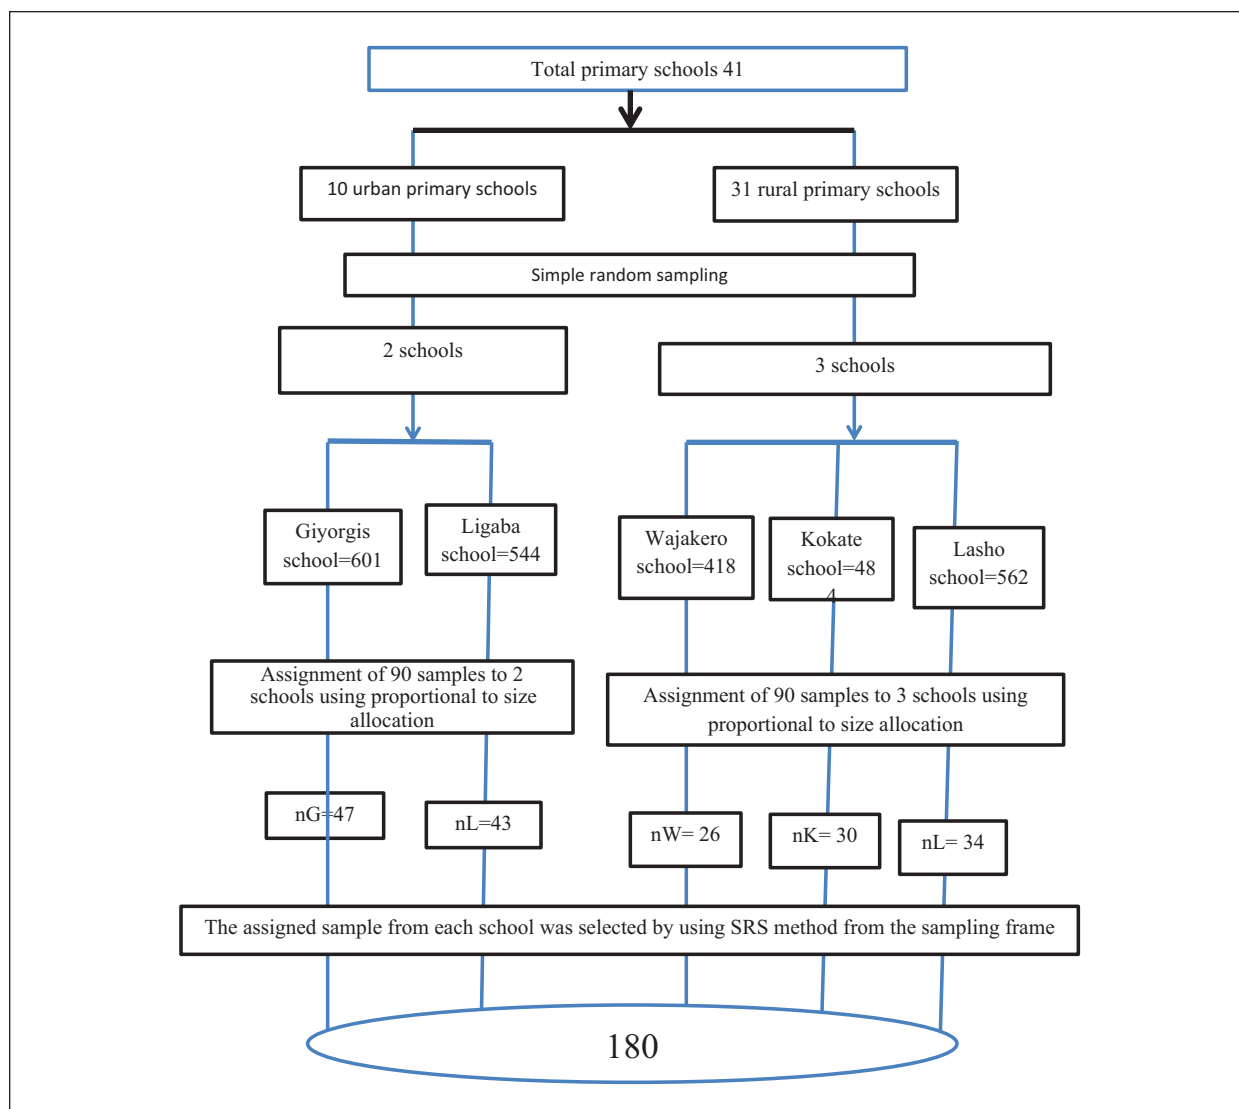 Total primary schools 41
10 urban primary schools
31 rural primary schools
Simple random sampling
2 schools
3 schools
Giyorgis
school=601
Ligaba
school=544
Wajakero
school=418
Kokate
school=48
4
Lasho
school=562
Assignment of 90 samples to 2
schools using proportional to size
allocation
Assignment of 90 samples to 3 schools using
proportional to size allocation
nG=47
nL=43
nW= 26
nK= 30
nL= 34
The assigned sample from each school was selected by using SRS method from the sampling frame
180